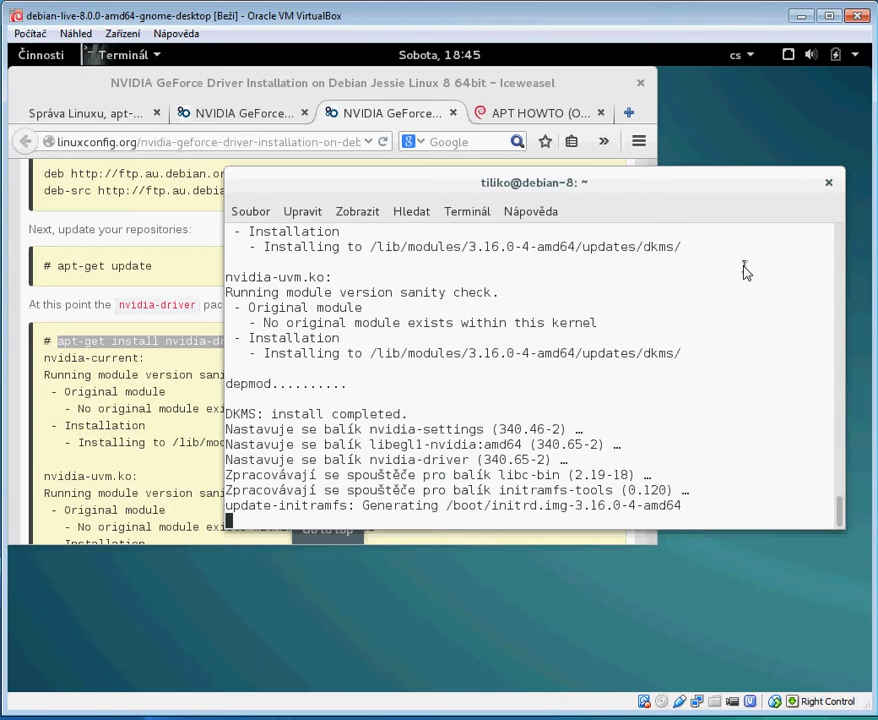 debian-live-8.0.0-amd64-gnome-desktop [Beží] - Oracle VM VirtualBox
Počítač Náhled Zařízení Nápověda
Činnosti Terminál Sobota, 18:45 cs
NVIDIA GeForce Driver Installation on Debian Jessie Linux 8 64bit - Iceweasel
Správa Linuxu, apt-... NVIDIA GeForce... NVIDIA GeForce... APT HOWTO (O...
linuxconfig.org/nvidia-geforce-driver-installation-on-deb Google
deb http://ftp.au.debian.or
deb-src http://ftp.au.debia
Next, update your repositories:
# apt-get update
At this point the nvidia-driver pac
# apt-get install nvidia-dr
nvidia-current:
Running module version sani
- Original module
- No original module exi
- Installation
- Installing to /lib/mod
nvidia-uvm.ko:
Running module version sani
- Original module
- No original module exi
- Installation
tiliko@debian-8: ~
Soubor Upravit Zobrazit Hledat Terminál Nápověda
- Installation
- Installing to /lib/modules/3.16.0-4-amd64/updates/dkms/
nvidia-uvm.ko:
Running module version sanity check.
- Original module
- No original module exists within this kernel
- Installation
- Installing to /lib/modules/3.16.0-4-amd64/updates/dkms/
depmod..........
DKMS: install completed.
Nastavuje se balík nvidia-settings (340.46-2) …
Nastavuje se balík libegl1-nvidia:amd64 (340.65-2) …
Nastavuje se balík nvidia-driver (340.65-2) …
Zpracovávají se spouštěče pro balík libc-bin (2.19-18) …
Zpracovávají se spouštěče pro balík initramfs-tools (0.120) …
update-initramfs: Generating /boot/initrd.img-3.16.0-4-amd64
Right Control